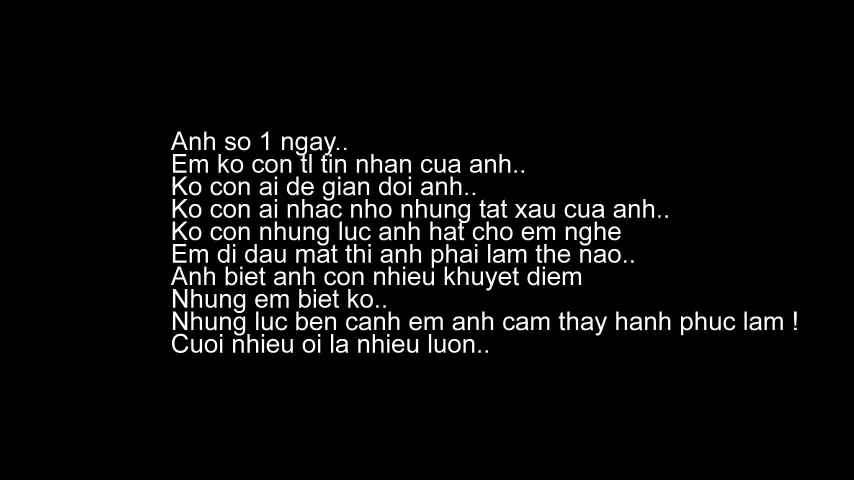 Anh so 1 ngay..
Em ko con tl tin nhan cua anh..
Ko con ai de gian doi anh..
Ko con ai nhac nho nhung tat xau cua anh..
Ko con nhung luc anh hat cho em nghe
Em di dau mat thi anh phai lam the nao..
Anh biet anh con nhieu khuyet diem
Nhung em biet ko..
Nhung luc ben canh em anh cam thay hanh phuc lam !
Cuoi nhieu oi la nhieu luon..